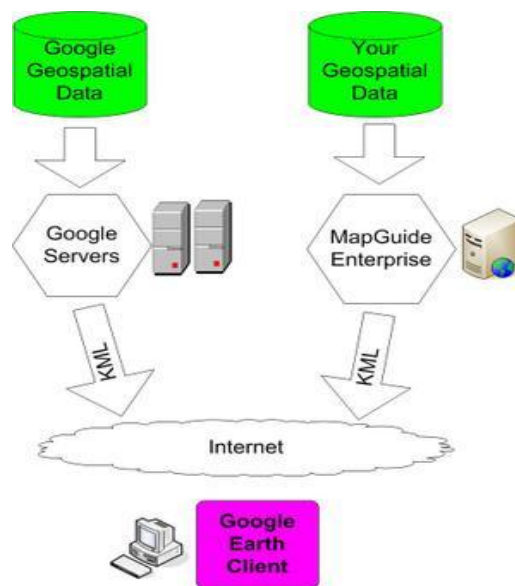 Google
Geospatial
Data
Your
Geospatial
Data
Google
Servers
MapGuide
Enterprise
KML
KML
Internet
Google
Earth
Client